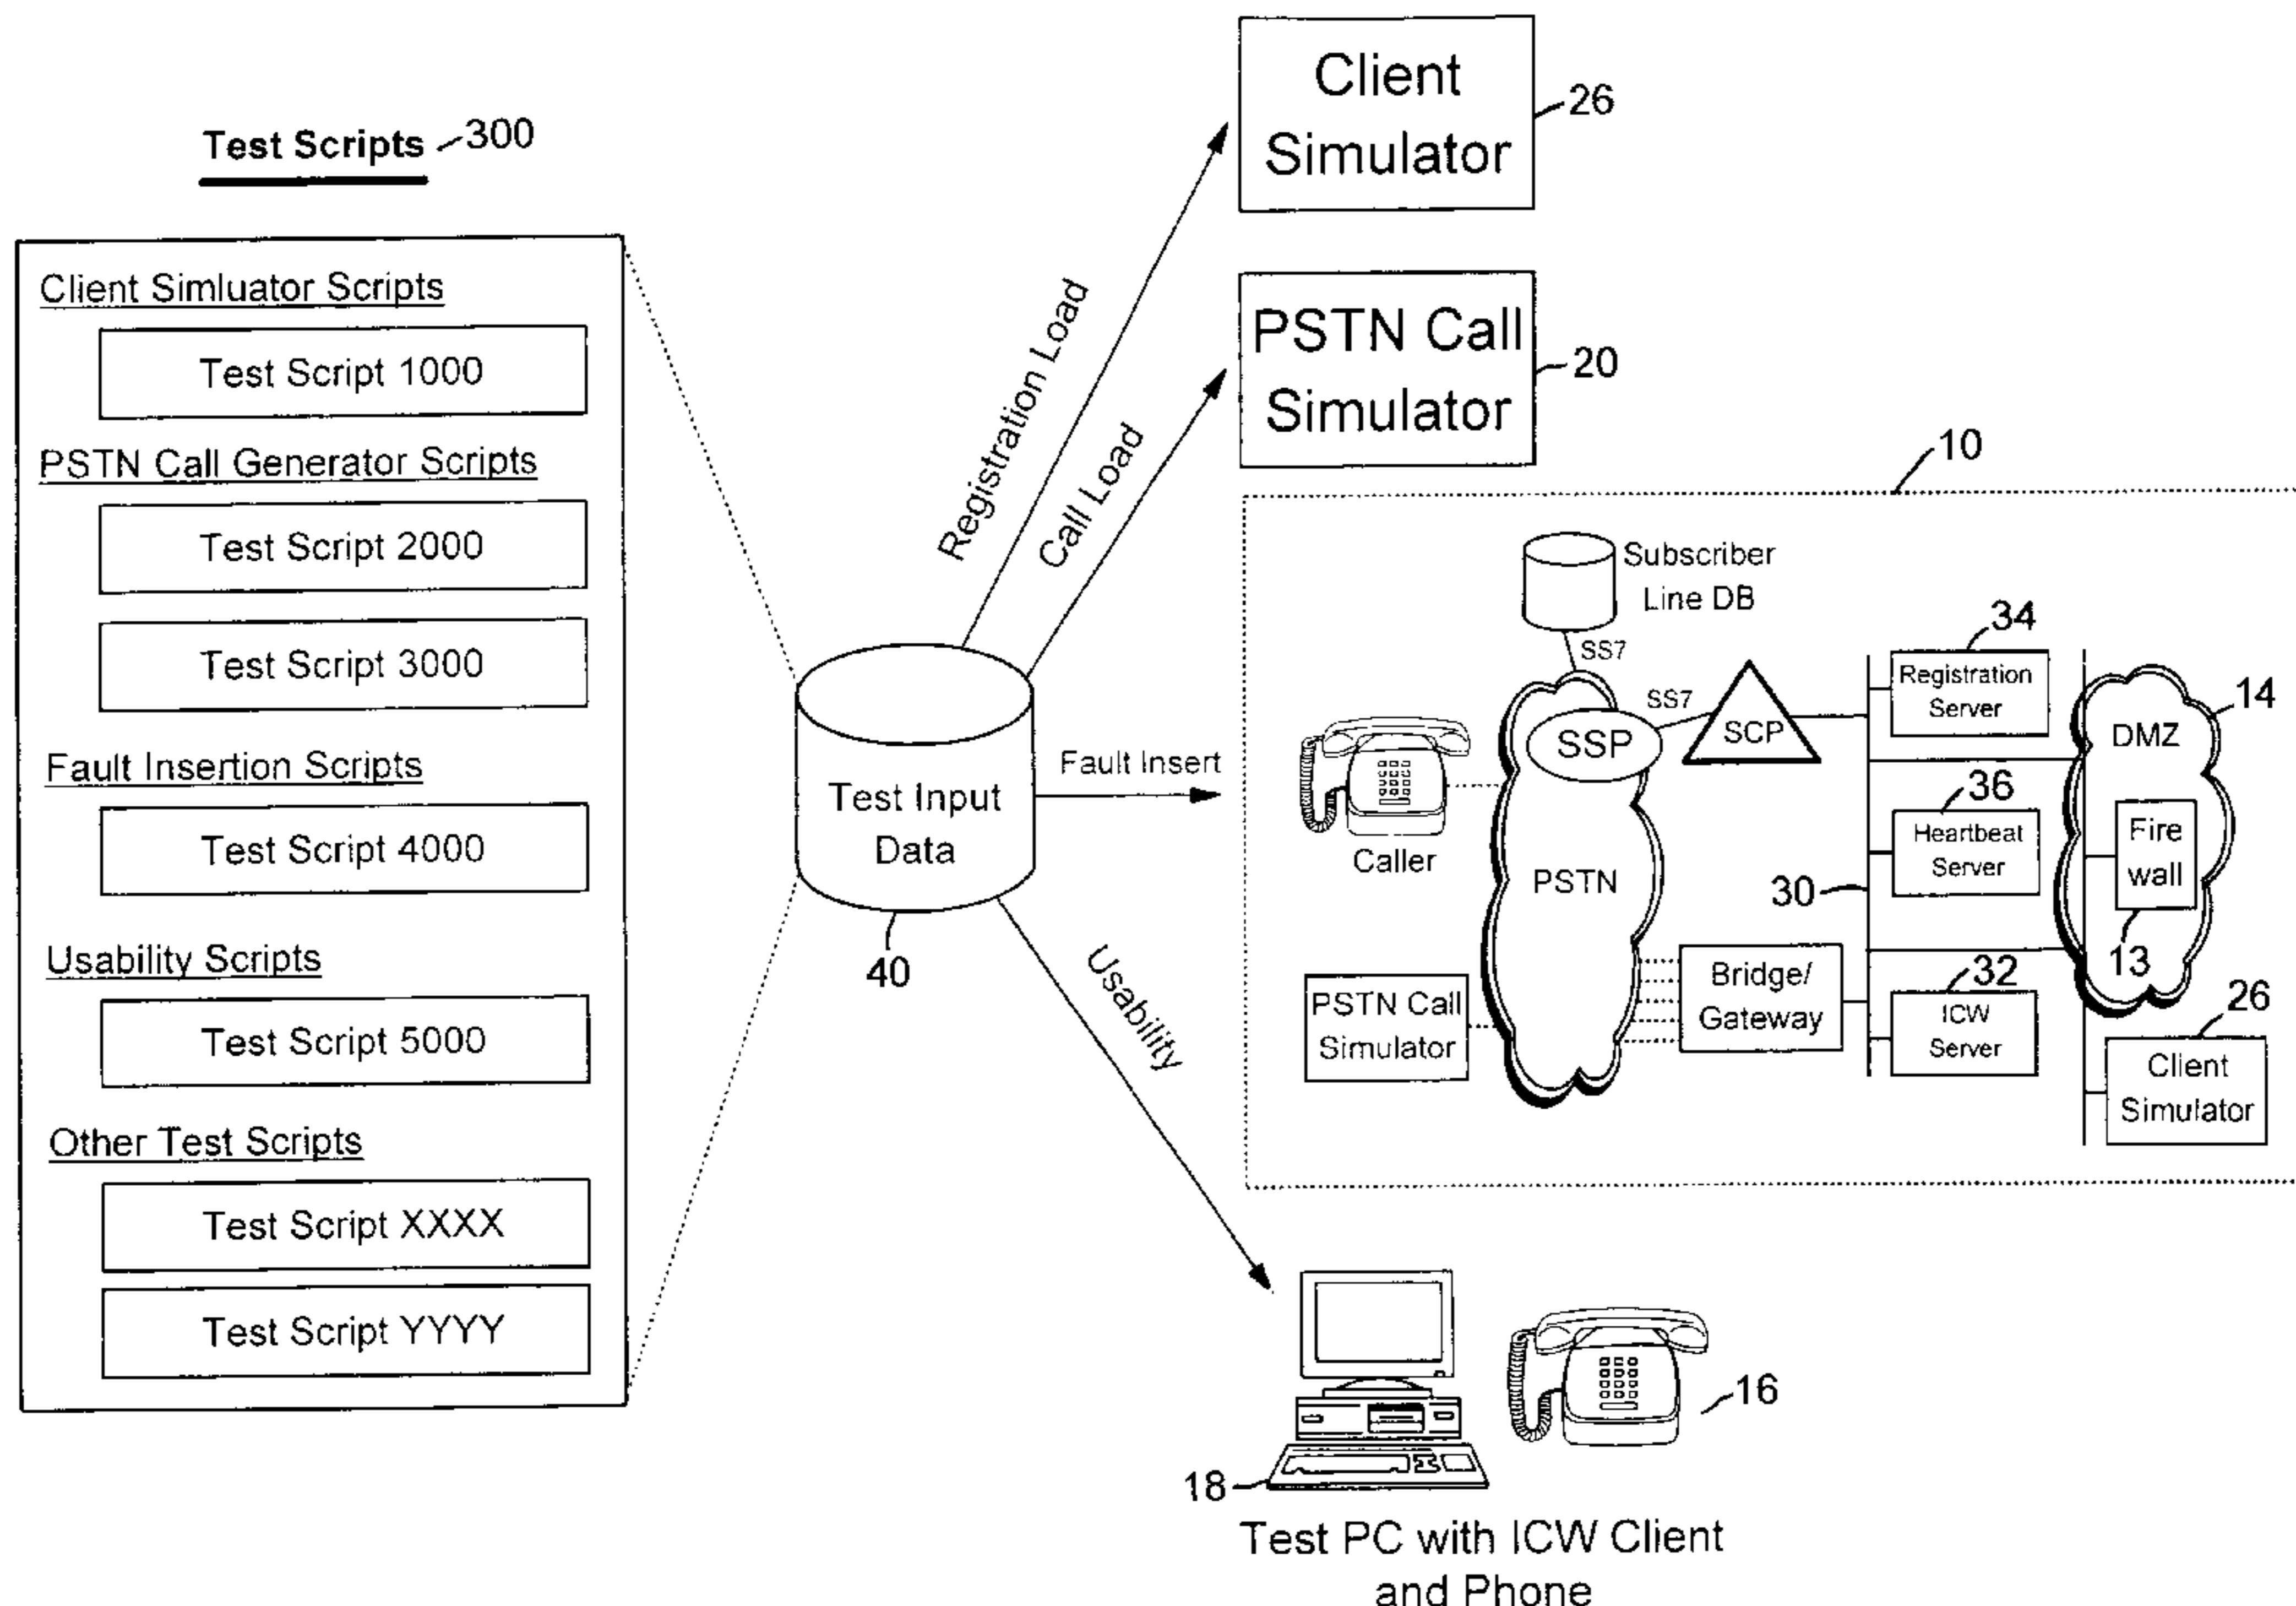 Test Scripts 300
Client Simluator Scripts
Test Script 1000
PSTN Call Generator Scripts
Test Script 2000
Test Script 3000
Fault Insertion Scripts
Test Script 4000
Usability Scripts
Test Script 5000
Other Test Scripts
Test Script XXXX
Test Script YYYY
Test Input
Data
40
Registration Load
Call Load
Fault Insert
Usability
Client
Simulator
26
PSTN Call
Simulator
20
10
Subscriber
Line DB
SS7
SS7
SSP
SCP
PSTN
Caller
PSTN Call
Simulator
Bridge/
Gateway
30
34
Registration
Server
36
Heartbeat
Server
32
ICW
Server
14
DMZ
Fire
wall
13
26
Client
Simulator
16
18
Test PC with ICW Client
and Phone